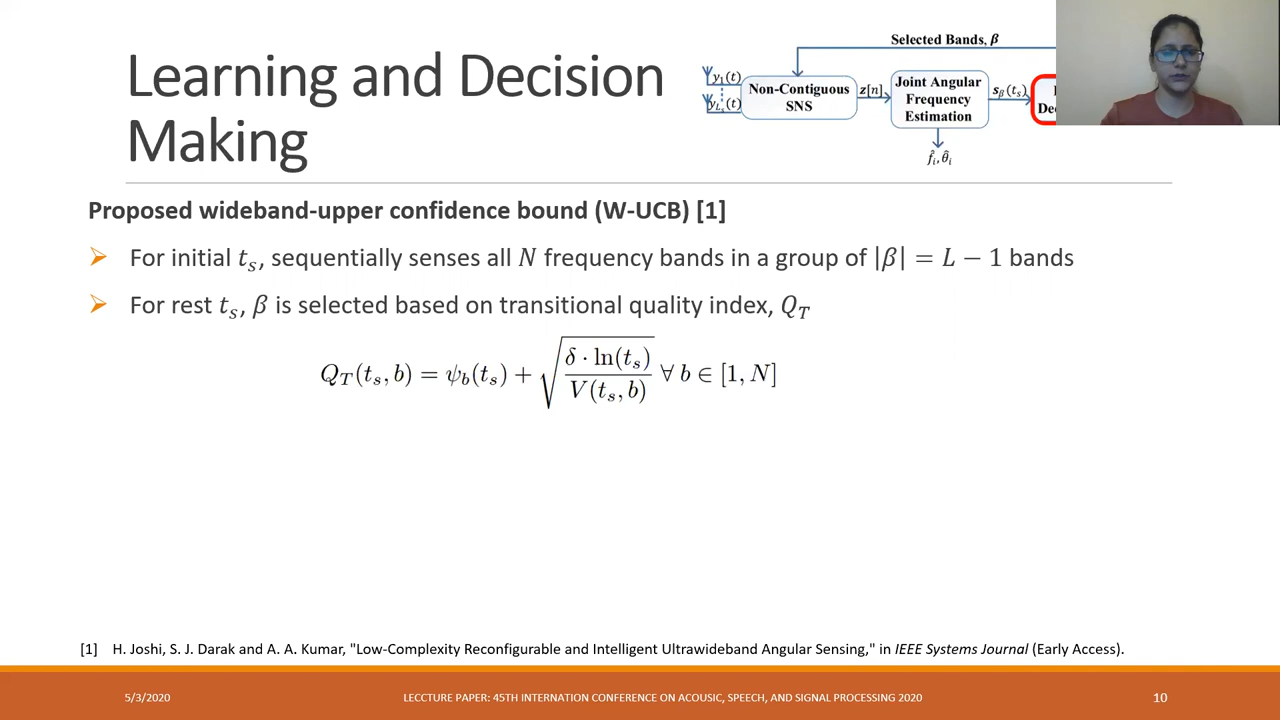 Learning and Decision
Making
Selected Bands, β
y₁(t)
(t)
Non-Contiguous
SNS
z[n]
Joint Angular
Frequency
Estimation
s_β(t_s)
f̂ᵢ, θ̂ᵢ
Proposed wideband-upper confidence bound (W-UCB) [1]
➢ For initial t_s, sequentially senses all N frequency bands in a group of |β| = L − 1 bands
➢ For rest t_s, β is selected based on transitional quality index, Q_T
Q_T(t_s, b) = ψ_b(t_s) + √(δ · ln(t_s) / V(t_s, b)) ∀ b ∈ [1, N]
[1] H. Joshi, S. J. Darak and A. A. Kumar, "Low-Complexity Reconfigurable and Intelligent Ultrawideband Angular Sensing," in IEEE Systems Journal (Early Access).
5/3/2020
LECCTURE PAPER: 45TH INTERNATION CONFERENCE ON ACOUSIC, SPEECH, AND SIGNAL PROCESSING 2020
10